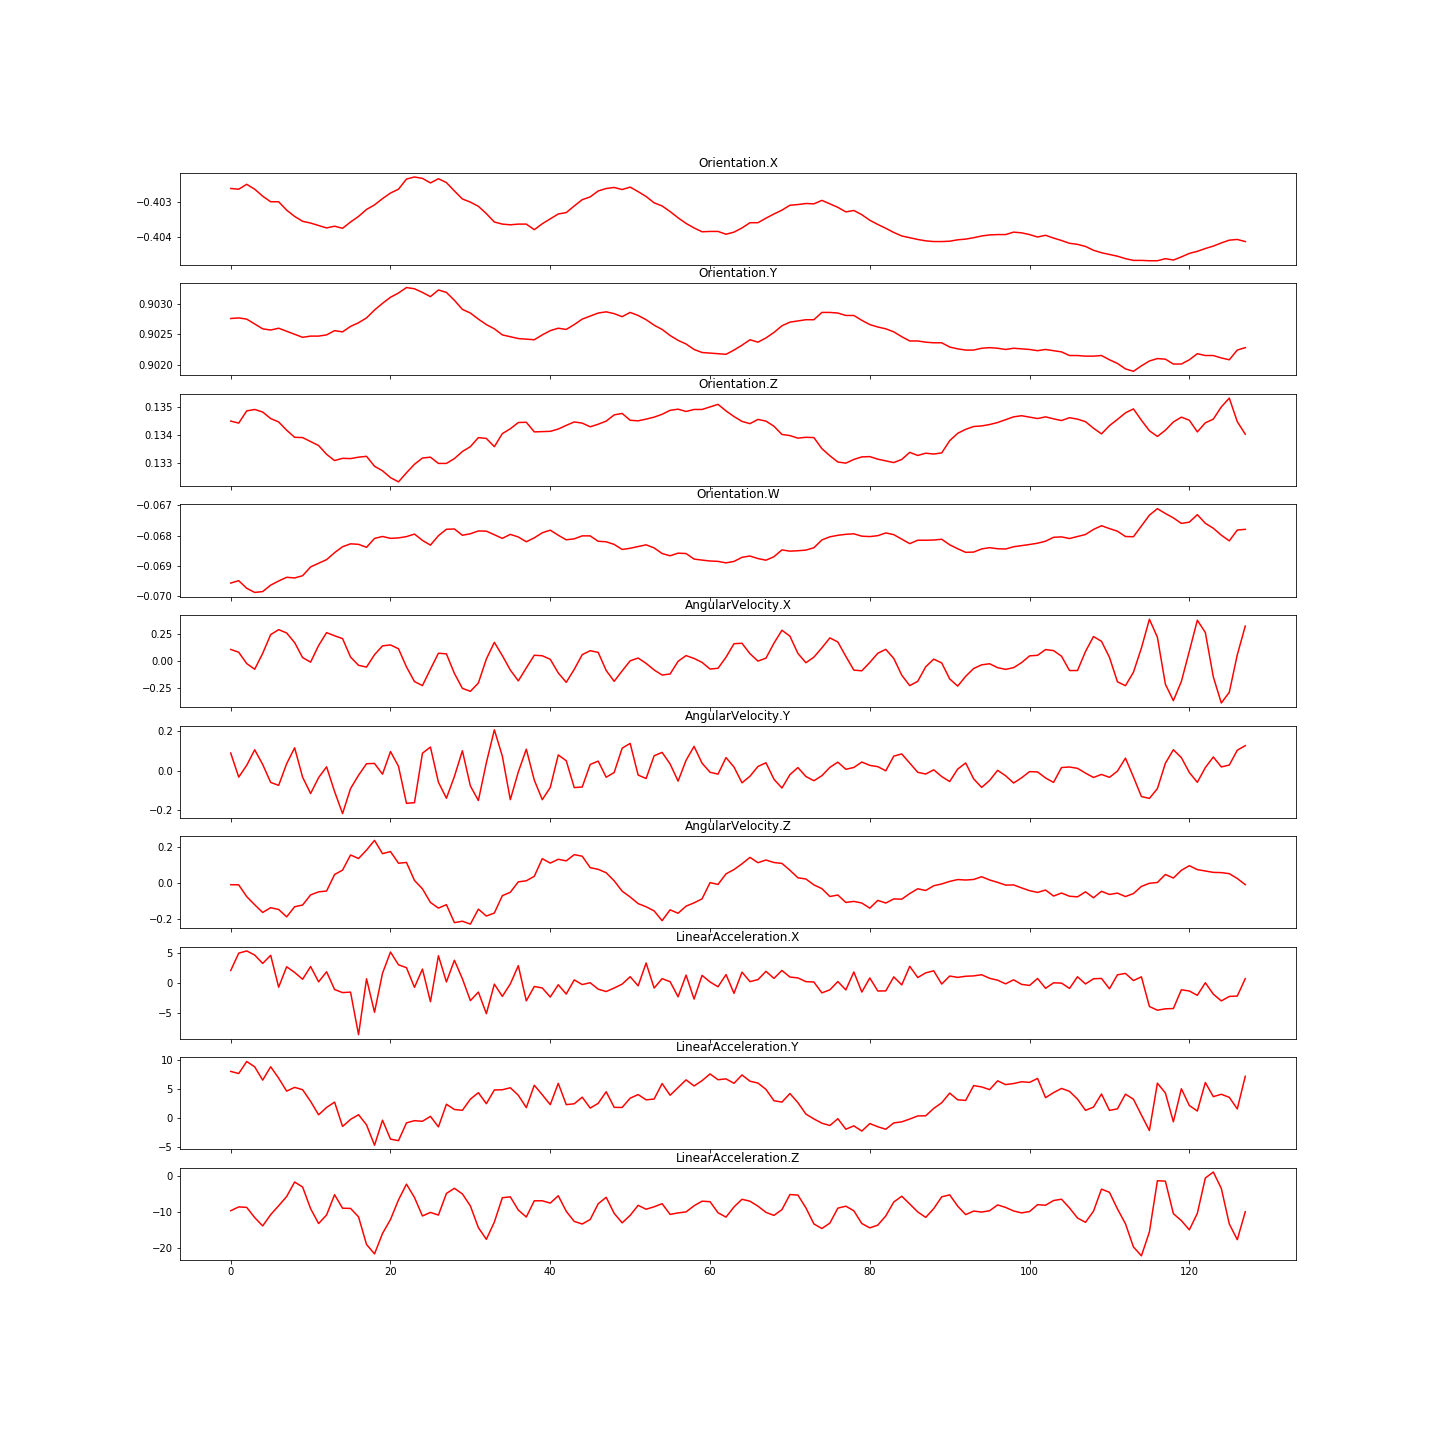 Orientation.X
−0.403
−0.404
Orientation.Y
0.9030
0.9025
0.9020
Orientation.Z
0.135
0.134
0.133
Orientation.W
−0.067
−0.068
−0.069
−0.070
AngularVelocity.X
0.25
0.00
−0.25
AngularVelocity.Y
0.2
0.0
−0.2
AngularVelocity.Z
0.2
0.0
−0.2
LinearAcceleration.X
5
0
−5
LinearAcceleration.Y
10
5
0
−5
LinearAcceleration.Z
0
−10
−20
0 20 40 60 80 100 120